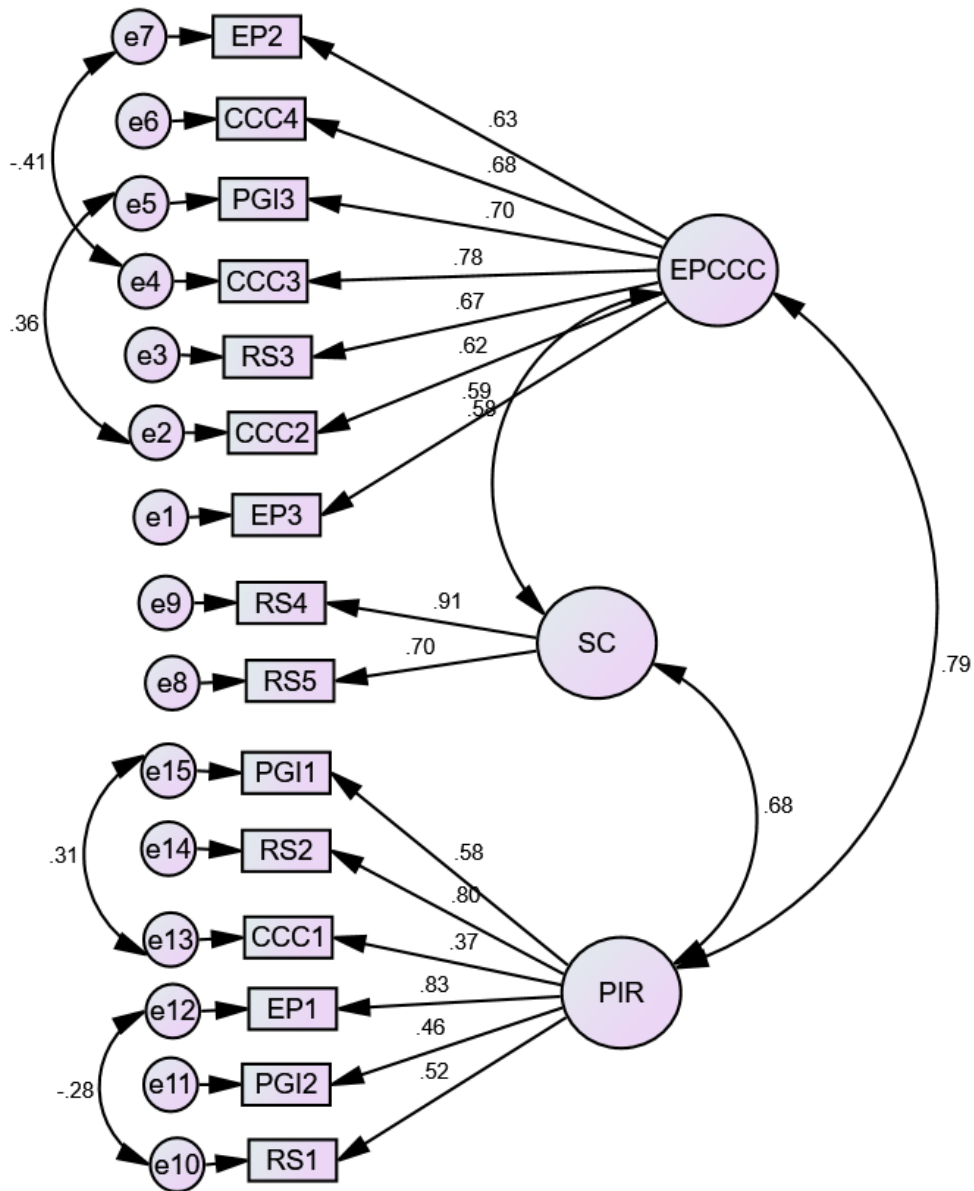 e7
EP2
.63
e6
CCC4
.68
-.41
e5
PGI3
.70
e4
CCC3
.78
EPCCC
.36
e3
RS3
.67
e2
CCC2
.62
.59
.58
e1
EP3
e9
RS4
.91
SC
e8
RS5
.70
.79
e15
PGI1
.68
.31
e14
RS2
.58
.80
e13
CCC1
.37
e12
EP1
.83
PIR
-.28
e11
PGI2
.46
.52
e10
RS1